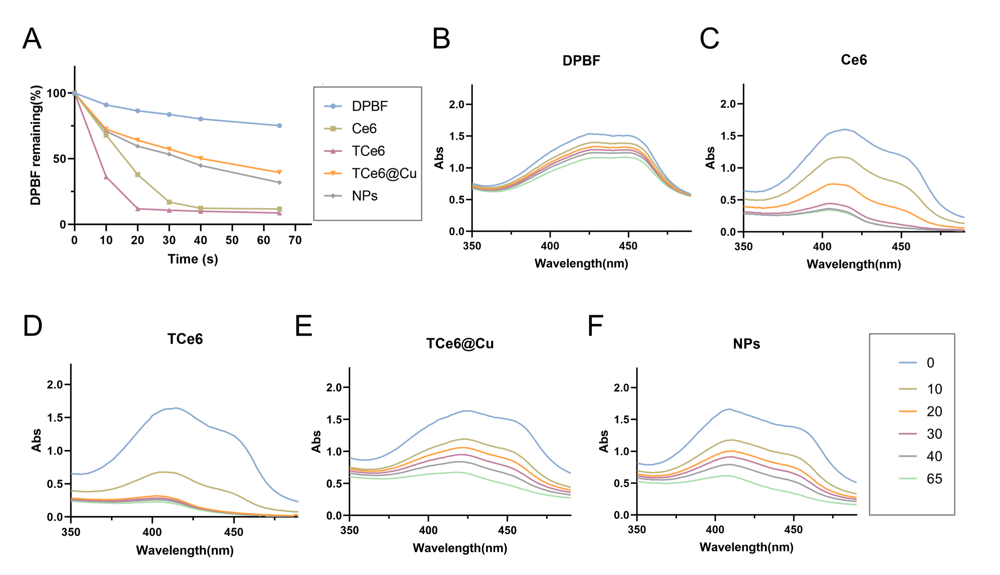 A
DPBF remaining(%)
100
50
0
0 10 20 30 40 50 60 70
Time (s)
DPBF
Ce6
TCe6
TCe6@Cu
NPs
B
DPBF
Abs
2.0
1.5
1.0
0.5
0.0
350 400 450
Wavelength(nm)
C
Ce6
Abs
2.0
1.5
1.0
0.5
0.0
350 400 450
Wavelength(nm)
D
TCe6
Abs
2.0
1.5
1.0
0.5
0.0
350 400 450
Wavelength(nm)
E
TCe6@Cu
Abs
2.0
1.5
1.0
0.5
0.0
350 400 450
Wavelength(nm)
F
NPs
Abs
2.0
1.5
1.0
0.5
0.0
350 400 450
Wavelength(nm)
0
10
20
30
40
65